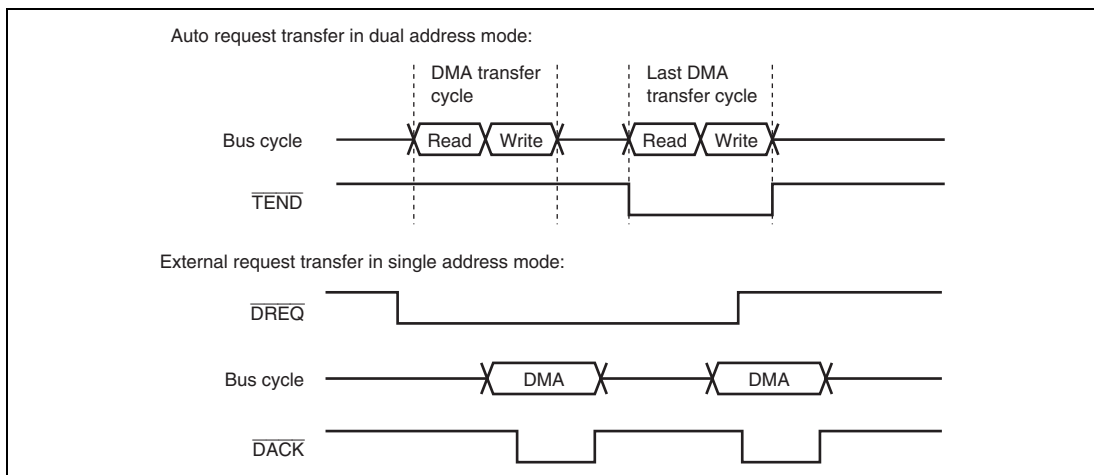 Auto request transfer in dual address mode:
DMA transfer
cycle
Last DMA
transfer cycle
Bus cycle
Read
Write
Read
Write
TEND
External request transfer in single address mode:
DREQ
Bus cycle
DMA
DMA
DACK